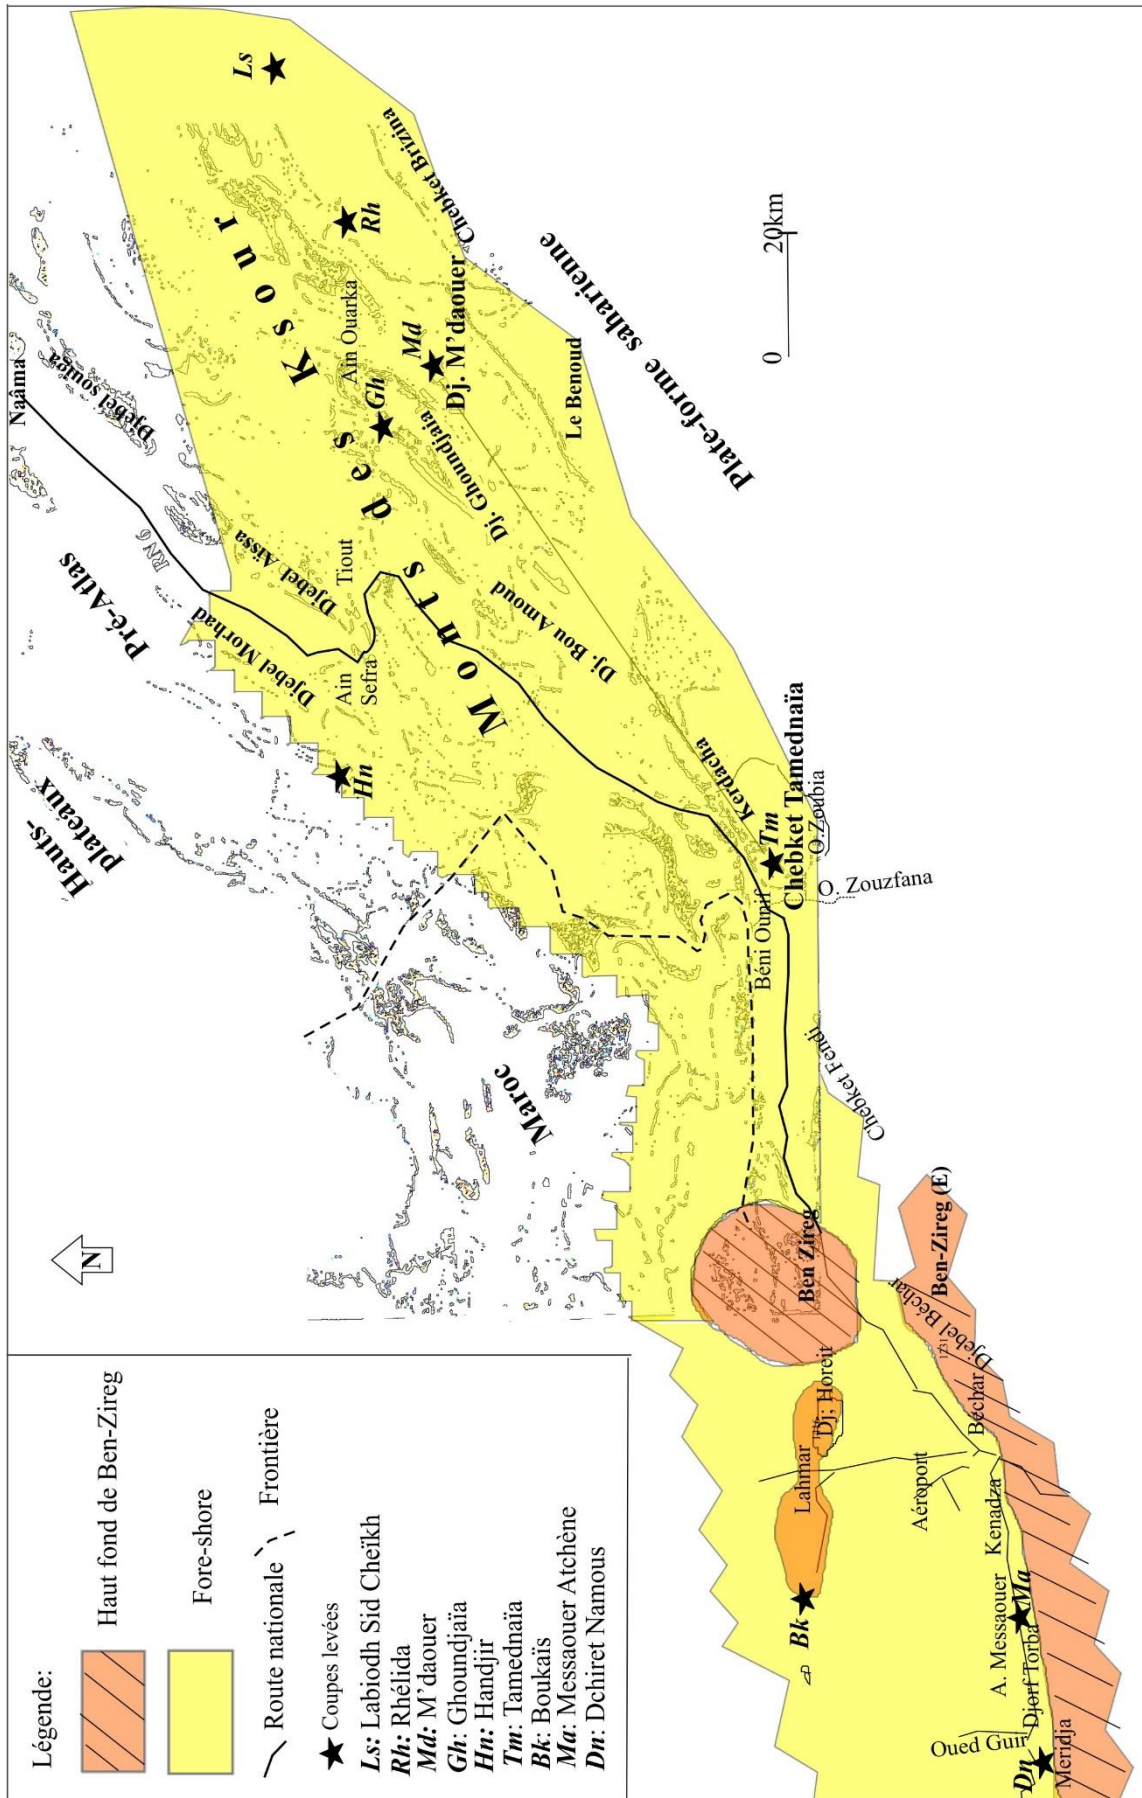 Légende:
Haut fond de Ben-Zireg
Fore-shore
Route nationale
Frontière
Coupes levées
Ls: Labiodh Sid Cheïkh
Rh: Rhélida
Md: M'daouer
Gh: Ghoundjaïa
Hn: Handjir
Tm: Tamednaïa
Bk: Boukaïs
Ma: Messaouer Atchène
Dn: Dchiret Namous
N
Naâma
Djebel souiga
RN 6
Pré-Atlas
Hauts-
plateaux
Maroc
Djebel Morhad
Djebel Aïssa
Tiout
Ain
Sefra
Hn
Monts des Ksour
Ls
Rh
Ain Ouarka
Gh
Md
Dj. M'daouer
Chebket Brizina
Dj. Ghoundjaia
Le Benoud
Dj. Bou Amoud
Plate-forme saharienne
0
20km
Kerdacha
Tm
Chebket Tamednaïa
O.Zoubia
O. Zouzfana
Béni Ounif
Chebket Fendi
Ben Zireg
Ben-Zireg (E)
Djebel Béchar
1231
Béchar
Dj; Horeit
Lahmar
Aéroport
Kenadza
Bk
A. Messaouer
Ma
Djorf Torba
Oued Guir
Dn
Meridja